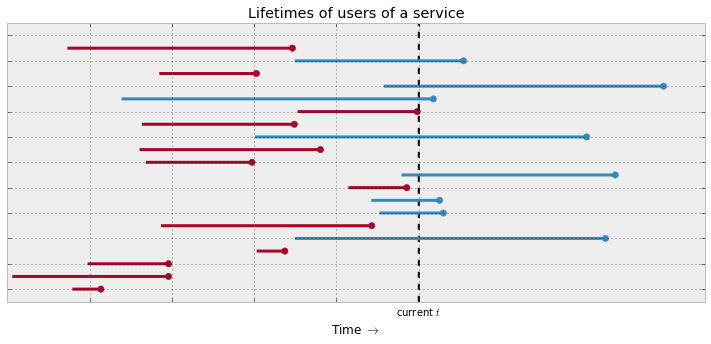 Lifetimes of users of a service
current t
Time →